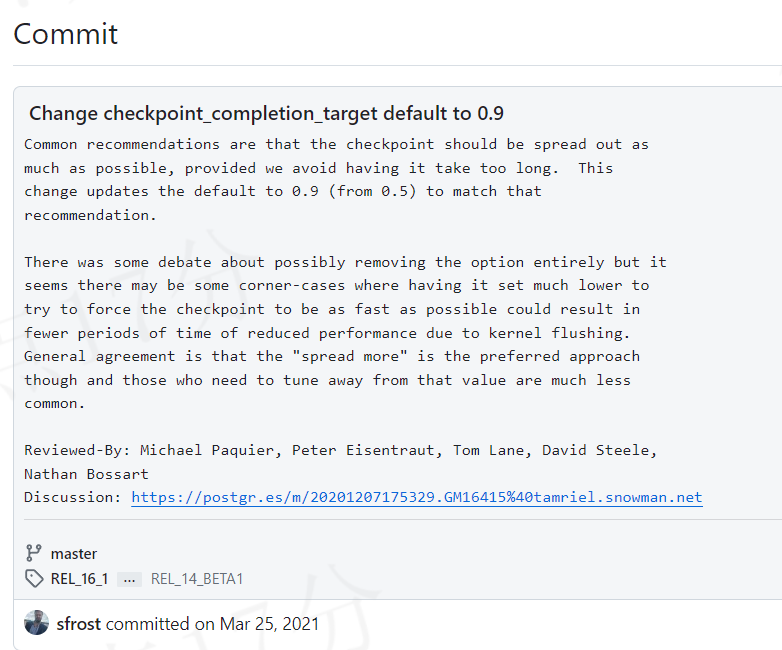 Commit
Change checkpoint_completion_target default to 0.9
Common recommendations are that the checkpoint should be spread out as
much as possible, provided we avoid having it take too long.  This
change updates the default to 0.9 (from 0.5) to match that
recommendation.
There was some debate about possibly removing the option entirely but it
seems there may be some corner-cases where having it set much lower to
try to force the checkpoint to be as fast as possible could result in
fewer periods of time of reduced performance due to kernel flushing.
General agreement is that the "spread more" is the preferred approach
though and those who need to tune away from that value are much less
common.
Reviewed-By: Michael Paquier, Peter Eisentraut, Tom Lane, David Steele,
Nathan Bossart
Discussion: https://postgr.es/m/20201207175329.GM16415%40tamriel.snowman.net
master
REL_16_1 ... REL_14_BETA1
sfrost committed on Mar 25, 2021